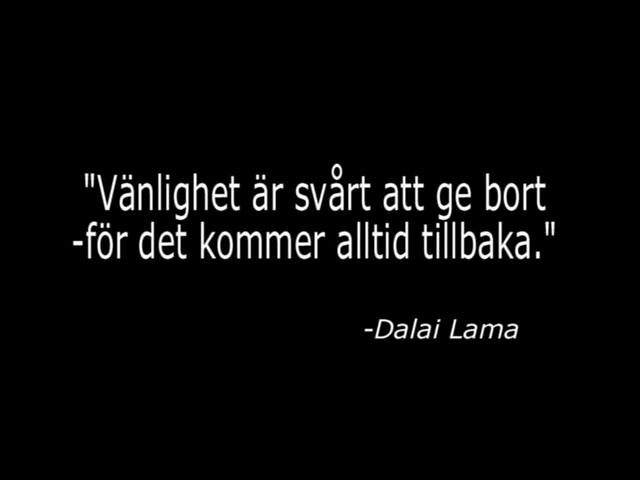 "Vänlighet är svårt att ge bort
-för det kommer alltid tillbaka."
-Dalai Lama